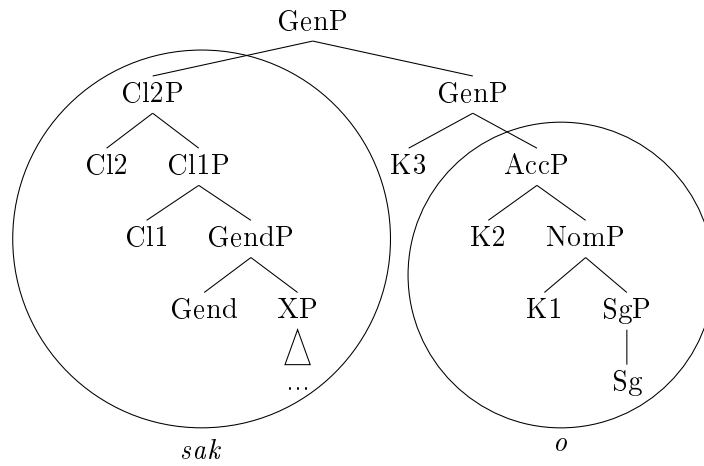 GenP
Cl2P GenP
Cl2 Cl1P K3 AccP
Cl1 GendP K2 NomP
Gend XP K1 SgP
... Sg
sak o